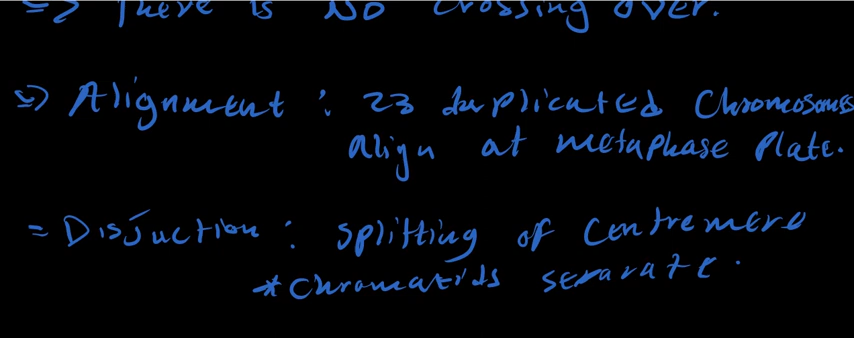 => There is NO crossing over.
=> Alignment : 23 duplicated Chromosomes
align at metaphase Plate.
= Disjuction : splitting of Centremere
* Chromatids separate.